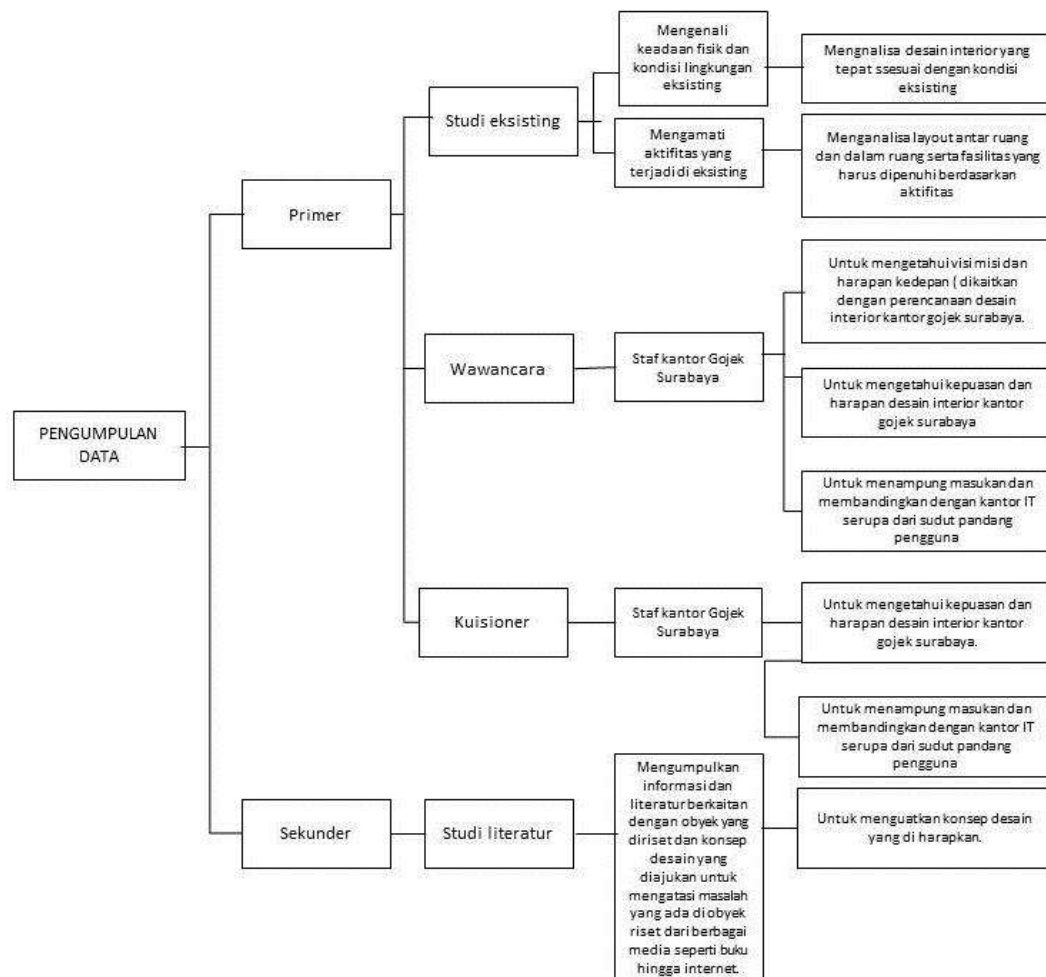 Mengenali
keadaan fisik dan
kondisi lingkungan
eksisting
Mengnalisa desain interior yang
tepat ssesuai dengan kondisi
eksisting
Studi eksisting
Mengamati
aktifitas yang
terjadi di eksisting
Menganalisa layout antar ruang
dan dalam ruang serta fasilitas yang
harus dipenuhi berdasarkan
aktifitas
Primer
Untuk mengetahui visi misi dan
harapan kedepan ( dikaitkan
dengan perencanaan desain
interior kantor gojek surabaya.
Wawancara
Staf kantor Gojek
Surabaya
Untuk mengetahui kepuasan dan
harapan desain interior kantor
gojek surabaya
PENGUMPULAN
DATA
Untuk menampung masukan dan
membandingkan dengan kantor IT
serupa dari sudut pandang
pengguna
Kuisioner
Staf kantor Gojek
Surabaya
Untuk mengetahui kepuasan dan
harapan desain interior kantor
gojek surabaya.
Untuk menampung masukan dan
membandingkan dengan kantor IT
serupa dari sudut pandang
pengguna
Sekunder
Studi literatur
Mengumpulkan
informasi dan
literatur berkaitan
dengan obyek yang
diriset dan konsep
desain yang
diajukan untuk
mengatasi masalah
yang ada di obyek
riset dari berbagai
media seperti buku
hingga internet.
Untuk menguatkan konsep desain
yang di harapkan.